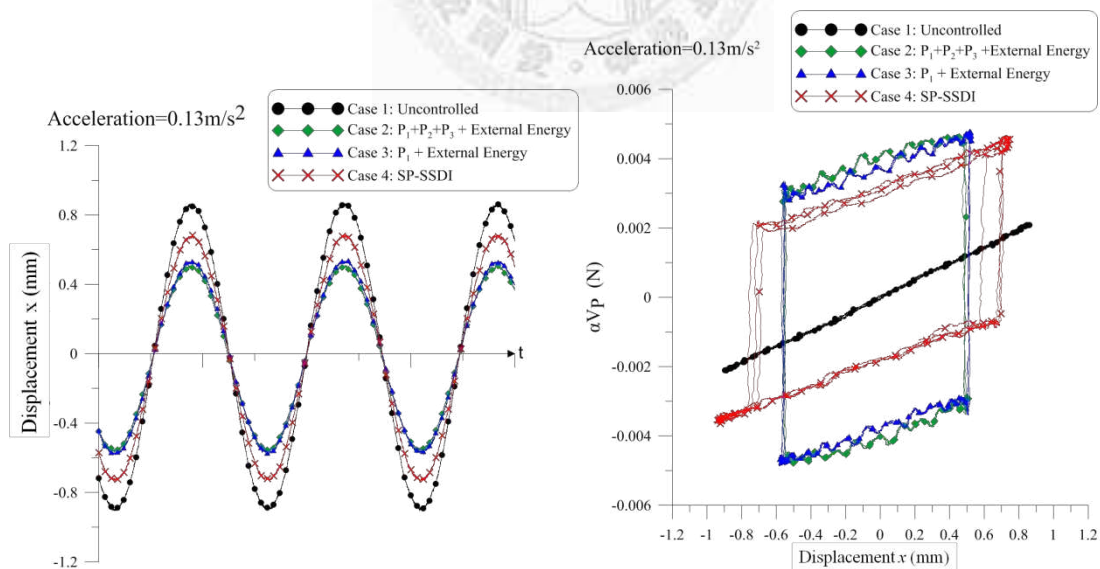 Acceleration=0.13m/s²
Case 1: Uncontrolled
Case 2: P₁+P₂+P₃ + External Energy
Case 3: P₁ + External Energy
Case 4: SP-SSDI
1.2
0.8
0.4
0
-0.4
-0.8
-1.2
Displacement x (mm)
t
Acceleration=0.13m/s²
Case 1: Uncontrolled
Case 2: P₁+P₂+P₃ +External Energy
Case 3: P₁ + External Energy
Case 4: SP-SSDI
0.006
0.004
0.002
0
-0.002
-0.004
-0.006
αVP (N)
-1.2 -1 -0.8 -0.6 -0.4 -0.2 0 0.2 0.4 0.6 0.8 1 1.2
Displacement x (mm)